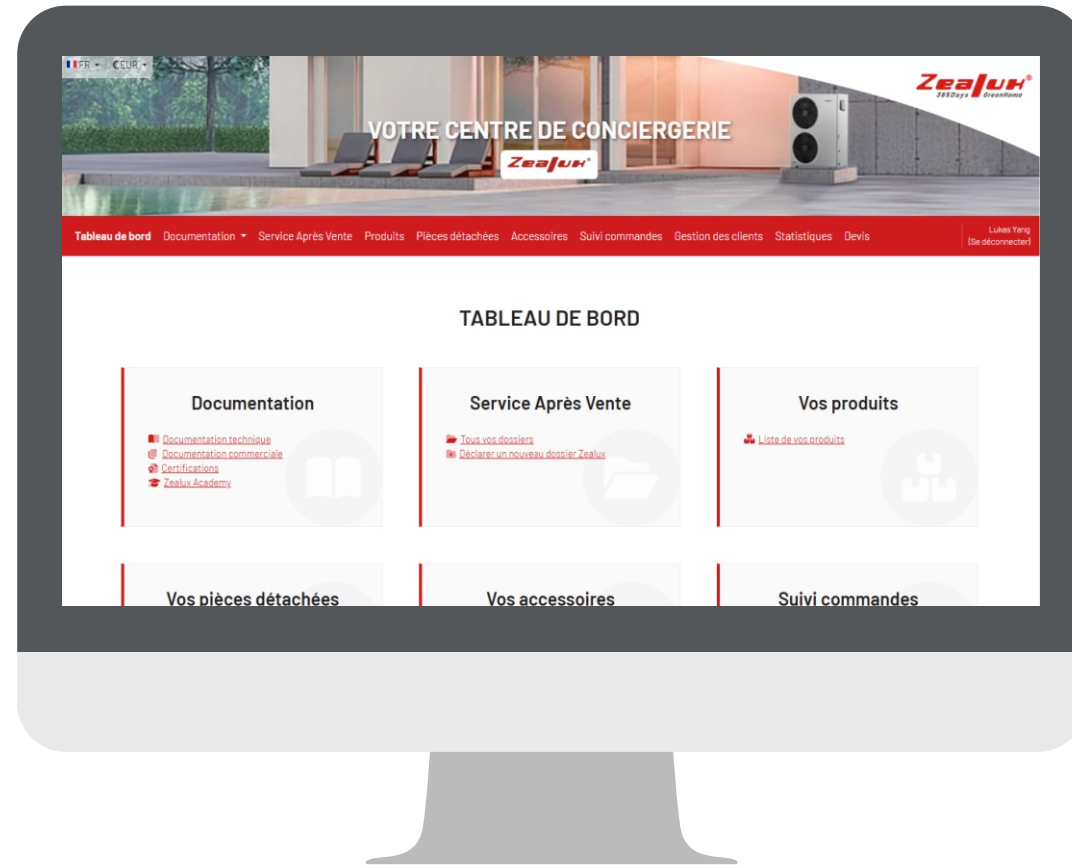 FR EUR
Zealux®
365Days GreenHome
VOTRE CENTRE DE CONCIERGERIE
Zealux®
Tableau de bord Documentation Service Après Vente Produits Pièces détachées Accessoires Suivi commandes Gestion des clients Statistiques Devis
Lukas Yang
(Se déconnecter)
TABLEAU DE BORD
Documentation
Documentation technique
Documentation commerciale
Certifications
Zealux Academy
Service Après Vente
Tous vos dossiers
Déclarer un nouveau dossier Zealux
Vos produits
Liste de vos produits
Vos pièces détachées
Vos accessoires
Suivi commandes